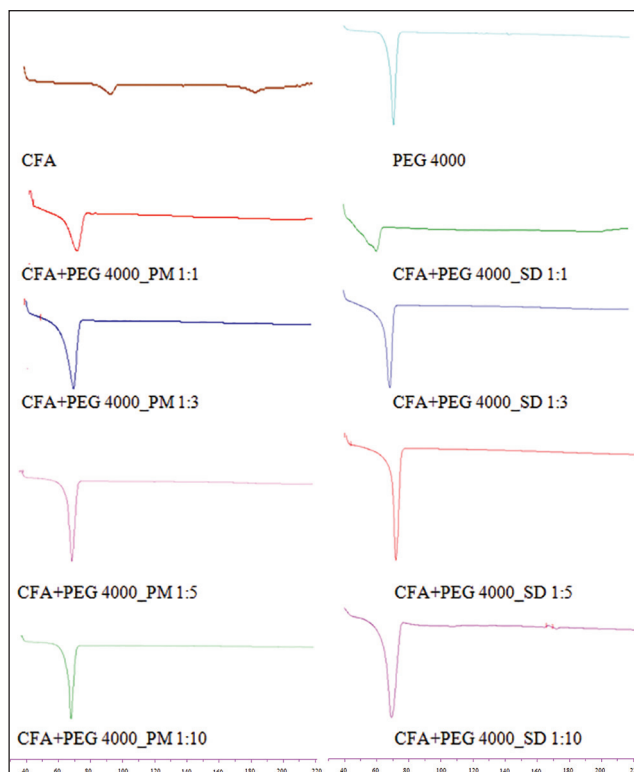 CFA PEG 4000
CFA+PEG 4000_PM 1:1 CFA+PEG 4000_SD 1:1
CFA+PEG 4000_PM 1:3 CFA+PEG 4000_SD 1:3
CFA+PEG 4000_PM 1:5 CFA+PEG 4000_SD 1:5
CFA+PEG 4000_PM 1:10 CFA+PEG 4000_SD 1:10
40 60 80 100 120 140 160 180 200 220 40 60 80 100 120 140 160 180 200